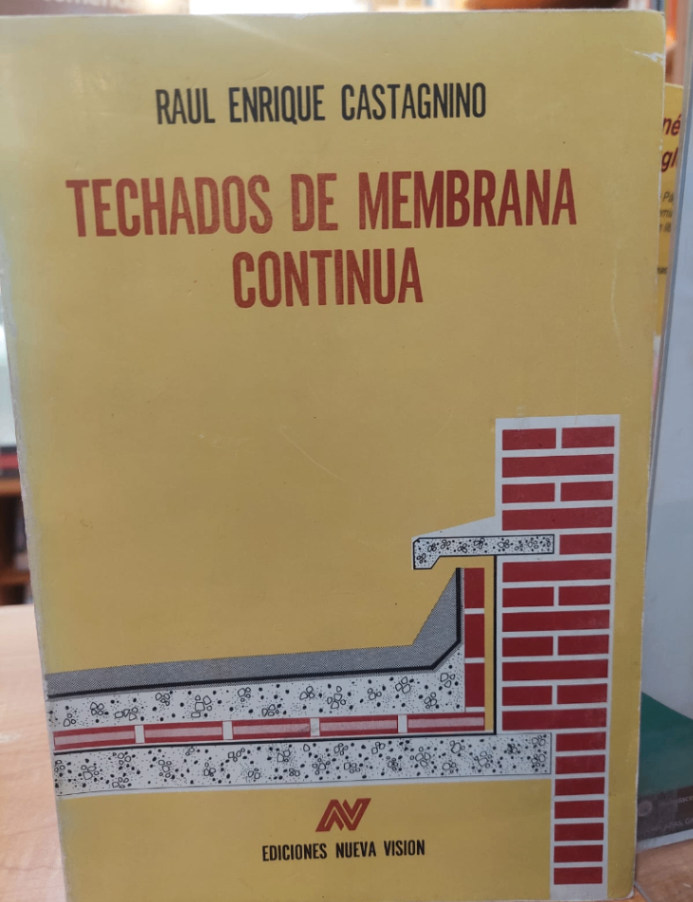 RAUL ENRIQUE CASTAGNINO
TECHADOS DE MEMBRANA
CONTINUA
EDICIONES NUEVA VISION